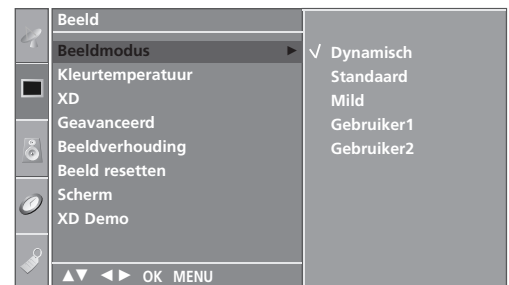 Beeld
Beeldmodus ►
Kleurtemperatuur
XD
Geavanceerd
Beeldverhouding
Beeld resetten
Scherm
XD Demo
▲▼ ◄► OK MENU
√ Dynamisch
Standaard
Mild
Gebruiker1
Gebruiker2